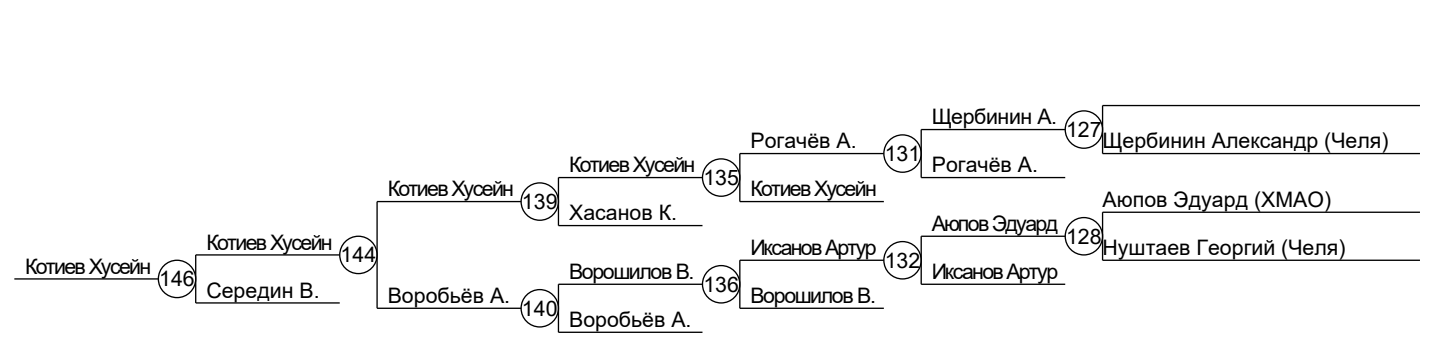 Щербинин А.
127
Щербинин Александр (Челя)
Рогачёв А.
131
Рогачёв А.
Котиев Хусейн
135
Котиев Хусейн
Котиев Хусейн
139
Хасанов К.
Аюпов Эдуард (ХМАО)
Аюпов Эдуард
128
Нуштаев Георгий (Челя)
Котиев Хусейн
144
Иксанов Артур
132
Иксанов Артур
Котиев Хусейн
146
Середин В.
Ворошилов В.
136
Ворошилов В.
Воробьёв А.
140
Воробьёв А.